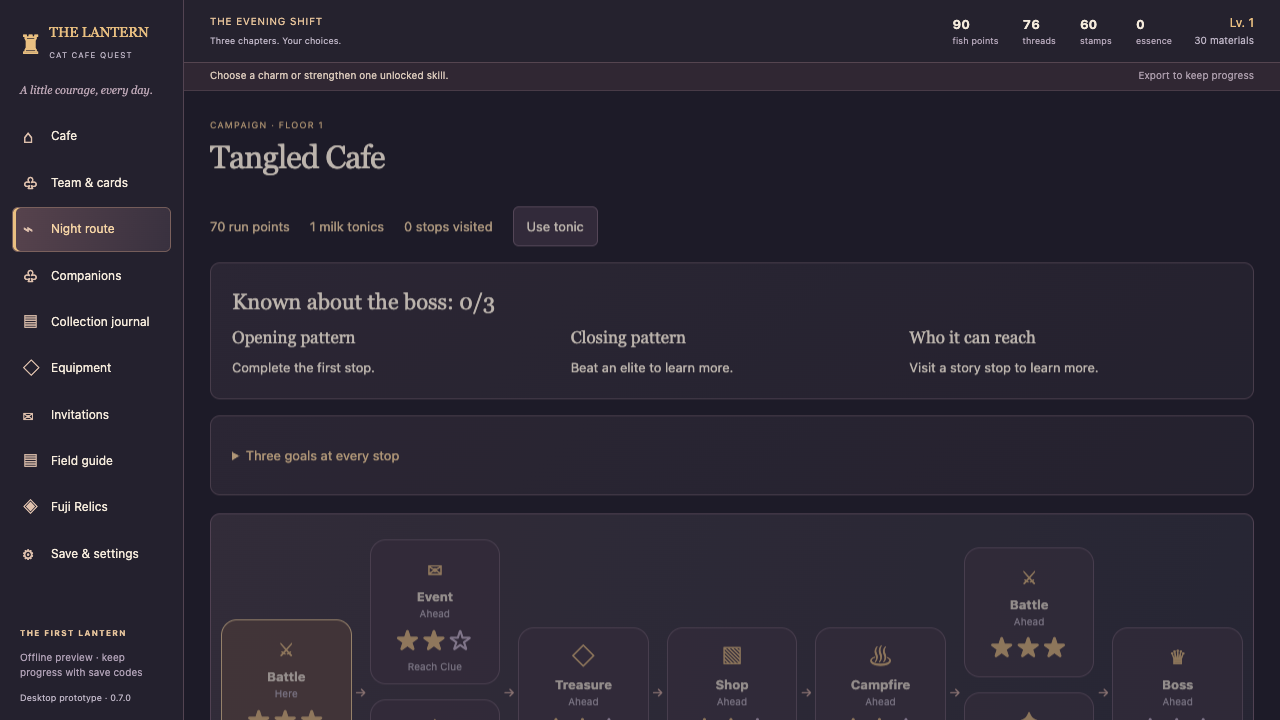 THE LANTERN
CAT CAFE QUEST
A little courage, every day.
Cafe
Team & cards
Night route
Companions
Collection journal
Equipment
Invitations
Field guide
Fuji Relics
Save & settings
THE FIRST LANTERN
Offline preview · keep
progress with save codes
Desktop prototype · 0.7.0
THE EVENING SHIFT
Three chapters. Your choices.
90
fish points
76
threads
60
stamps
0
essence
Lv. 1
30 materials
Choose a charm or strengthen one unlocked skill.
Export to keep progress
CAMPAIGN · FLOOR 1
Tangled Cafe
70 run points
1 milk tonics
0 stops visited
Use tonic
Known about the boss: 0/3
Opening pattern
Complete the first stop.
Closing pattern
Beat an elite to learn more.
Who it can reach
Visit a story stop to learn more.
Three goals at every stop
Battle
Here
Event
Ahead
Reach Clue
Treasure
Ahead
Shop
Ahead
Campfire
Ahead
Battle
Ahead
Boss
Ahead